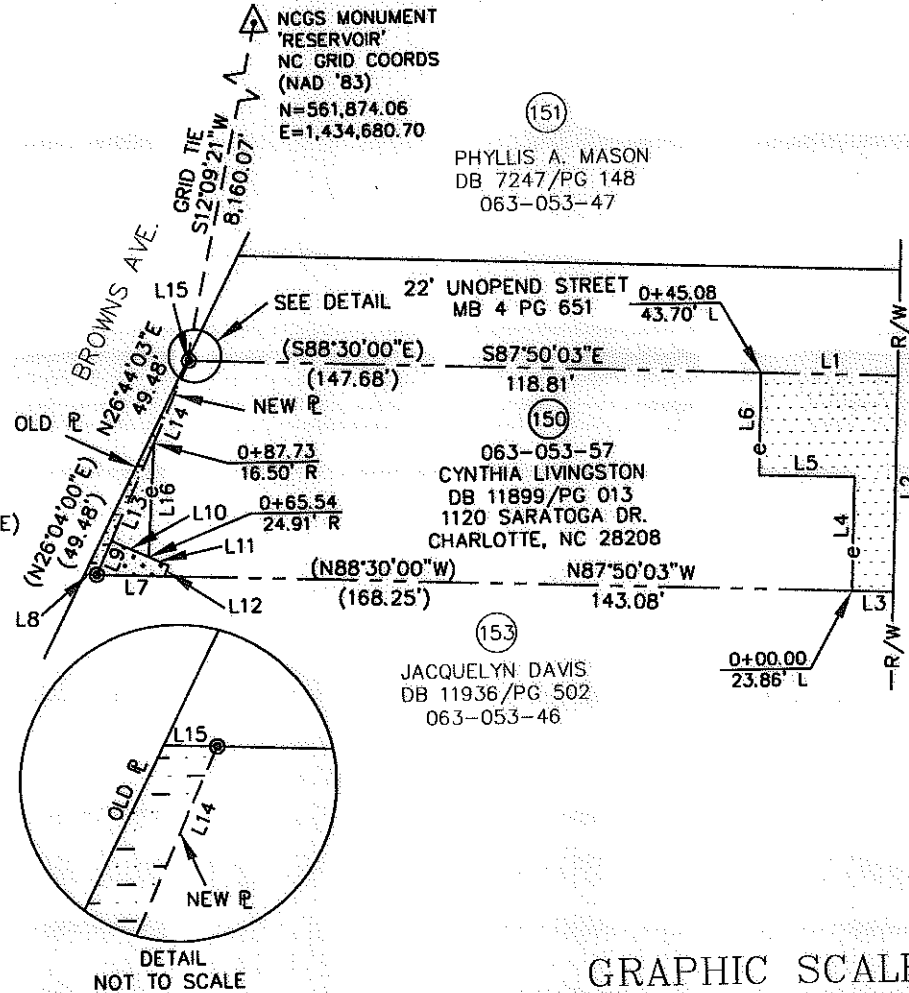 NCGS MONUMENT
'RESERVOIR'
NC GRID COORDS
(NAD '83)
N=561,874.06
E=1,434,680.70
GRID TIE
S12°09'21"W
8,160.07'
151
PHYLLIS A. MASON
DB 7247/PG 148
063-053-47
BROWNS AVE.
L15
SEE DETAIL
22' UNOPEND STREET
MB 4 PG 651
0+45.08
43.70' L
R/W
(S88°30'00"E)
(147.68')
S87°50'03"E
118.81'
L1
OLD PL
N26°44'03"E
49.48'
NEW PL
L14
L6
e
150
063-053-57
CYNTHIA LIVINGSTON
DB 11899/PG 013
1120 SARATOGA DR.
CHARLOTTE, NC 28208
0+87.73
16.50' R
L5
L2
(N26°04'00"E)
(49.48')
E)
L13
e
L16
L10
0+65.54
24.91' R
L11
L4
e
L9
L7
L8
L12
(N88°30'00"W)
(168.25')
N87°50'03"W
143.08'
L3
153
JACQUELYN DAVIS
DB 11936/PG 502
063-053-46
0+00.00
23.86' L
R/W
L15
OLD PL
L14
NEW PL
DETAIL
NOT TO SCALE
GRAPHIC SCALE